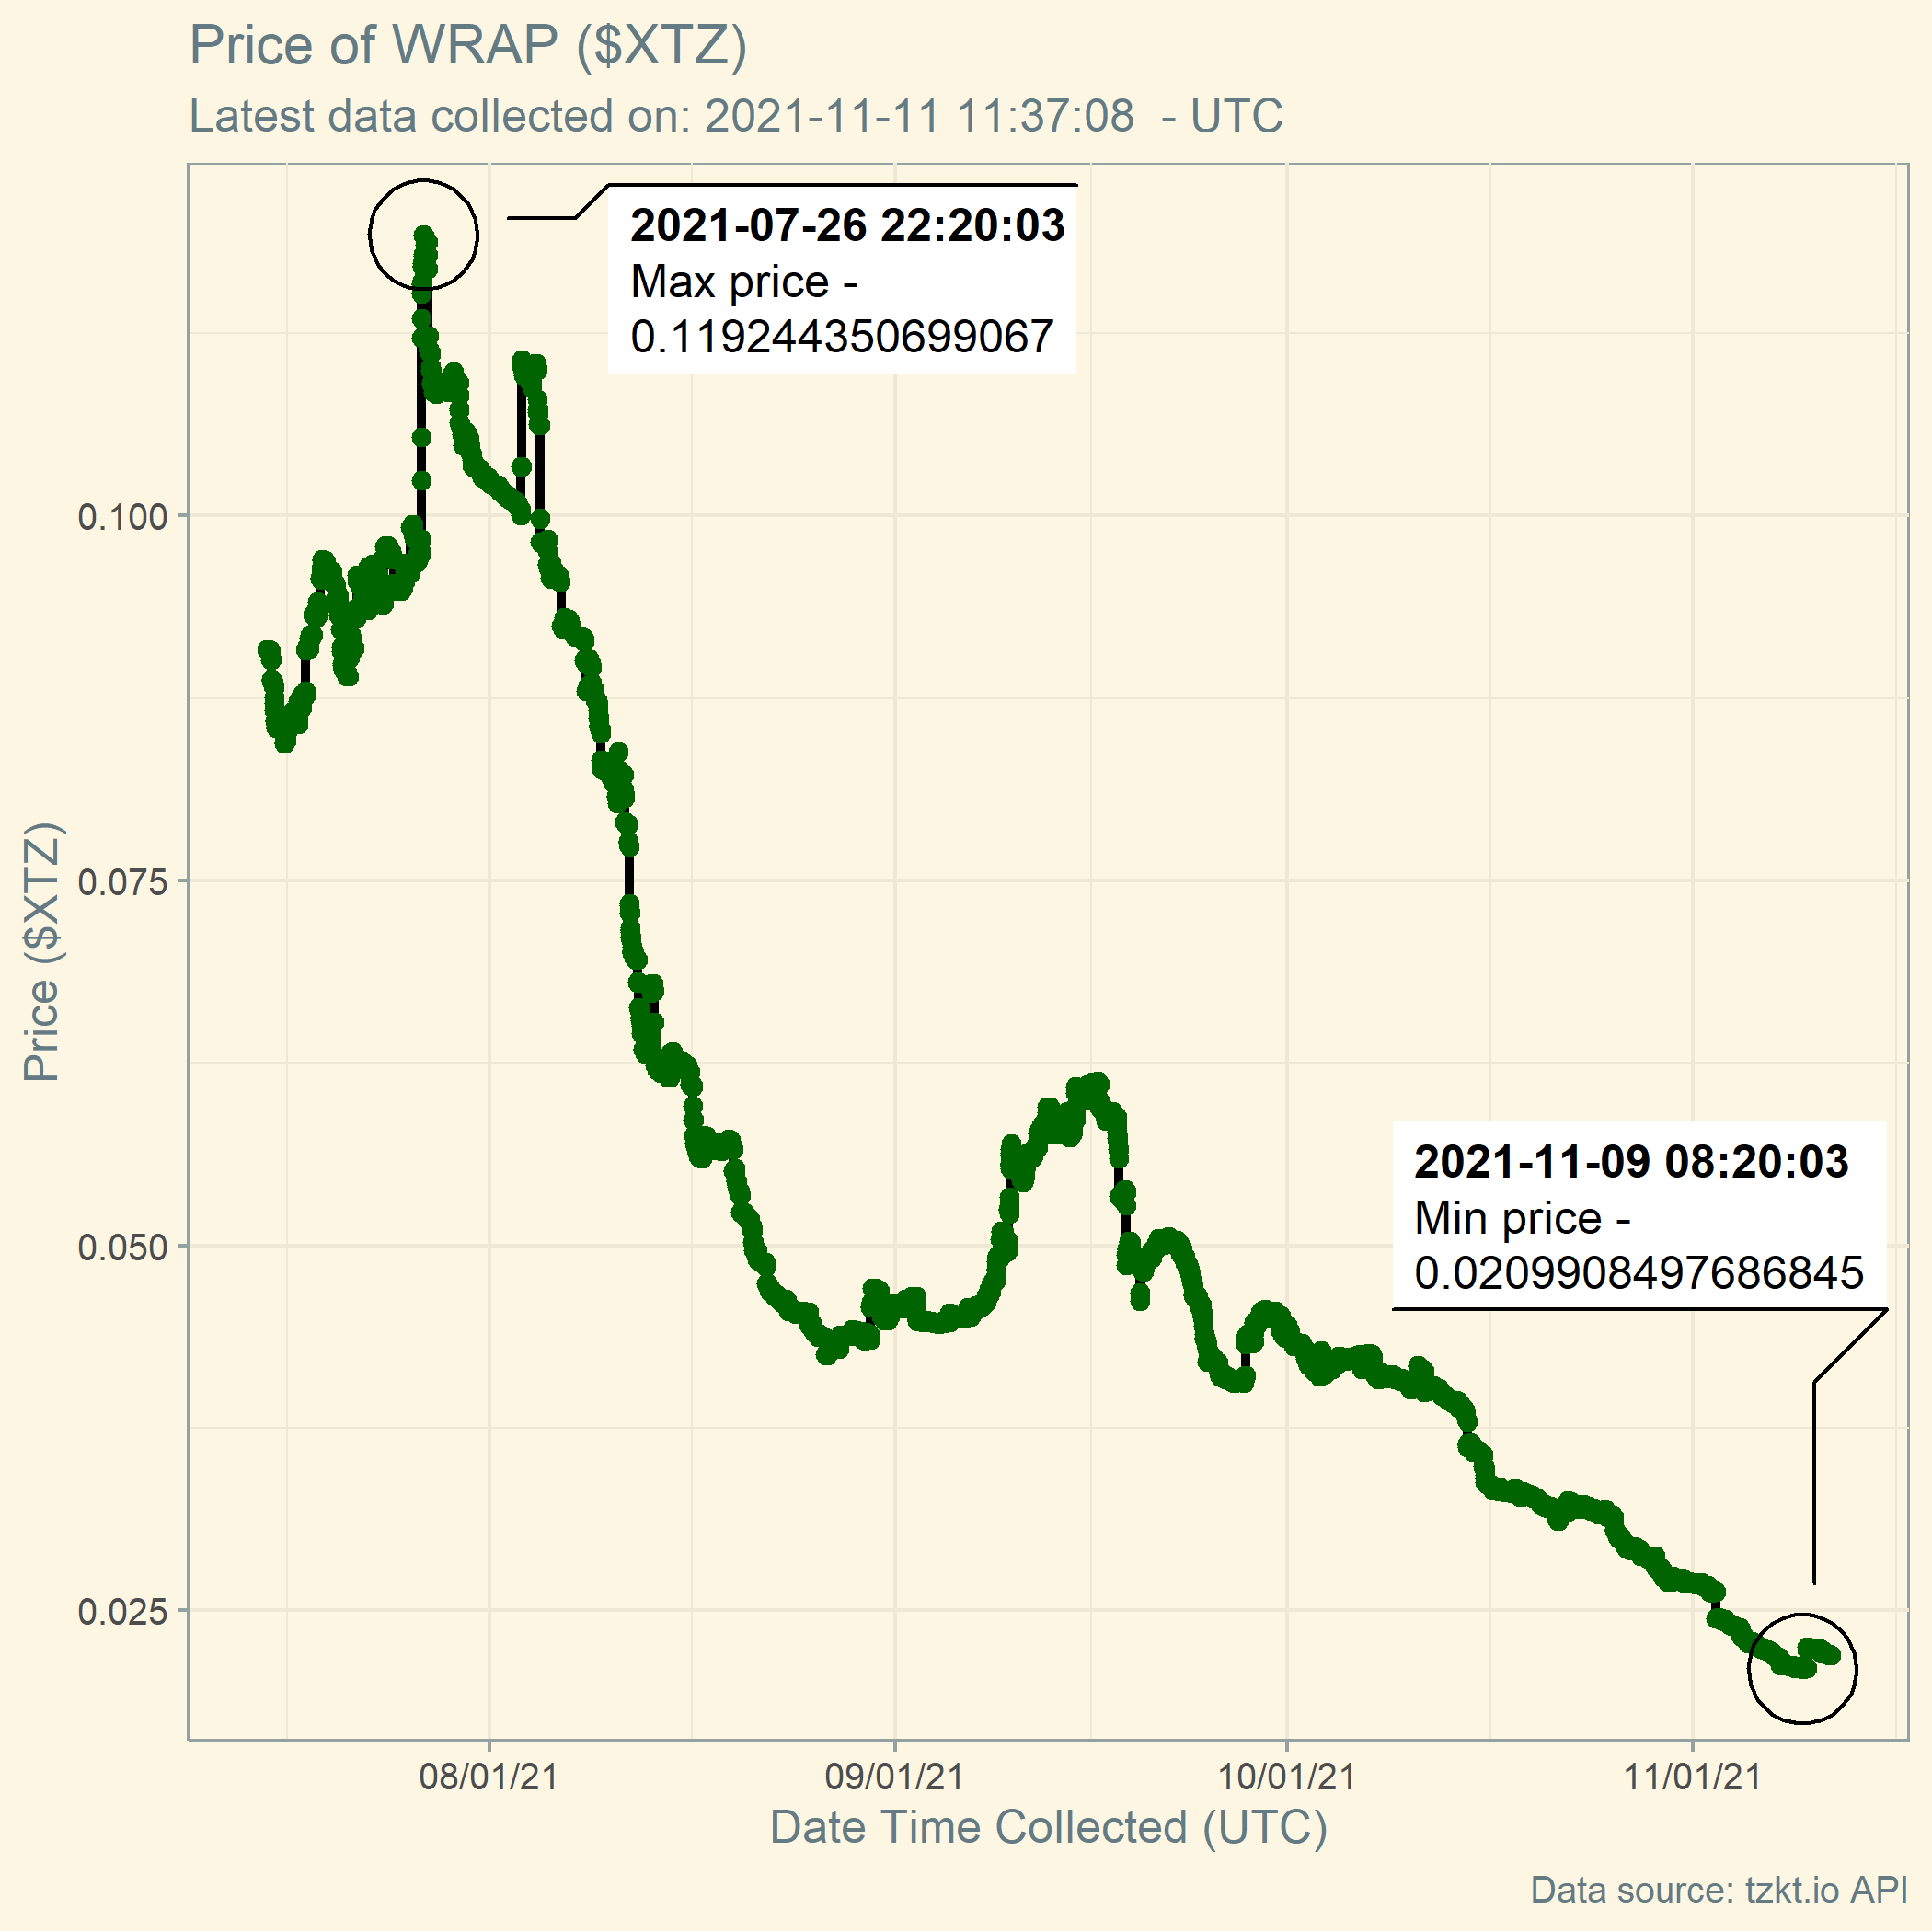 Price of WRAP ($XTZ)
Latest data collected on: 2021-11-11 11:37:08  - UTC
2021-07-26 22:20:03
Max price -
0.119244350699067
0.100
0.075
0.050
0.025
Price ($XTZ)
2021-11-09 08:20:03
Min price -
0.0209908497686845
08/01/21
09/01/21
10/01/21
11/01/21
Date Time Collected (UTC)
Data source: tzkt.io API